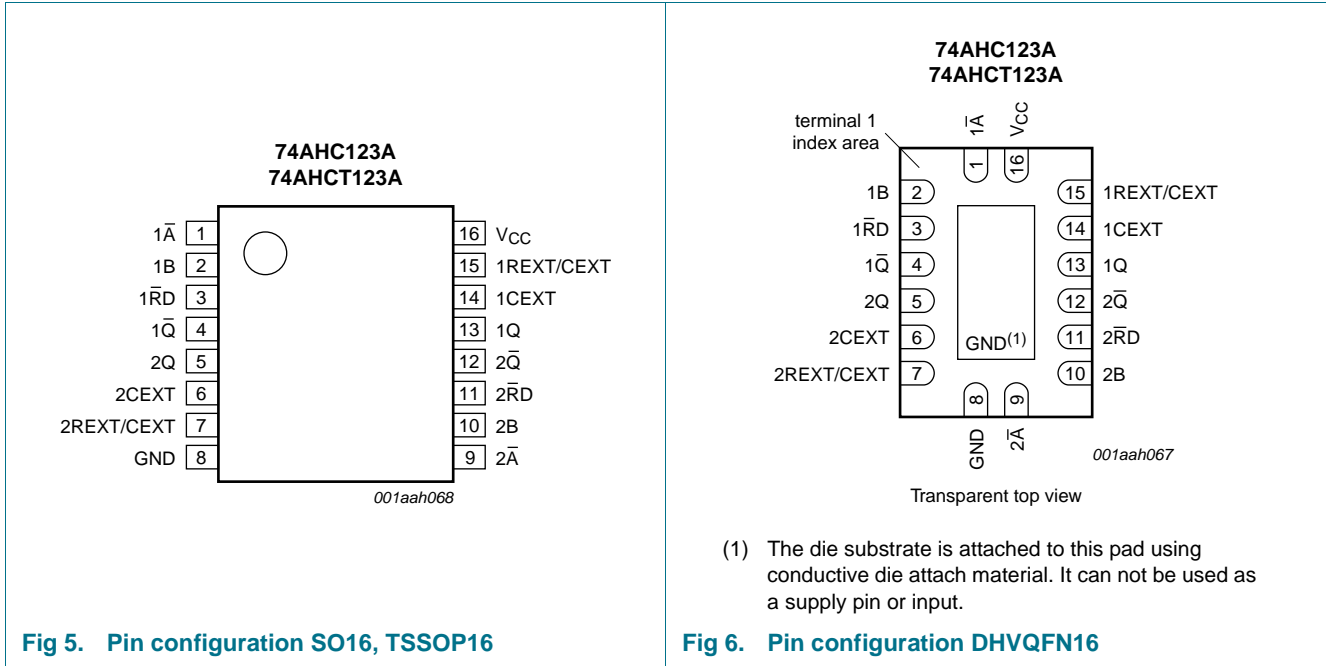 74AHC123A
74AHCT123A
1A̅ 1
1B 2
1R̅D 3
1Q̅ 4
2Q 5
2CEXT 6
2REXT/CEXT 7
GND 8
16 VCC
15 1REXT/CEXT
14 1CEXT
13 1Q
12 2Q̅
11 2R̅D
10 2B
9 2A̅
001aah068
Fig 5. Pin configuration SO16, TSSOP16
74AHC123A
74AHCT123A
terminal 1
index area
1A̅
VCC
1
16
1B 2
1R̅D 3
1Q̅ 4
2Q 5
2CEXT 6
2REXT/CEXT 7
15 1REXT/CEXT
14 1CEXT
13 1Q
12 2Q̅
11 2R̅D
10 2B
GND(1)
8
9
GND
2A̅
001aah067
Transparent top view
(1) The die substrate is attached to this pad using
conductive die attach material. It can not be used as
a supply pin or input.
Fig 6. Pin configuration DHVQFN16